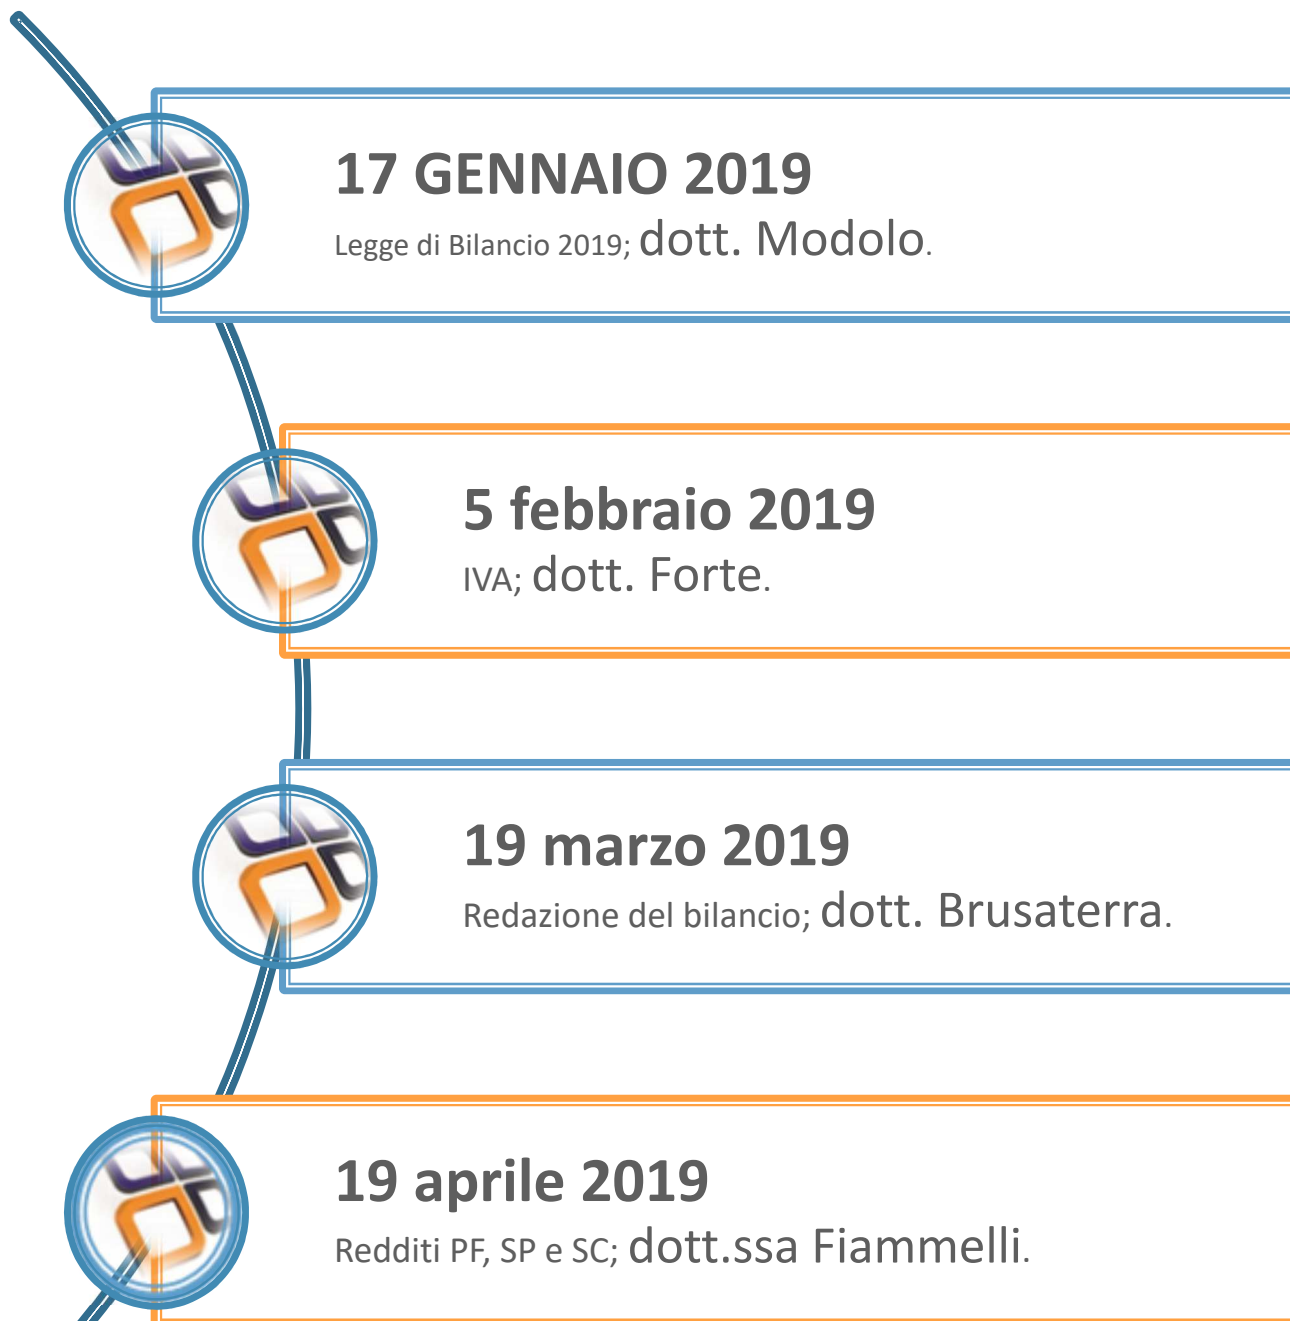 17 GENNAIO 2019
Legge di Bilancio 2019; dott. Modolo.
5 febbraio 2019
IVA; dott. Forte.
19 marzo 2019
Redazione del bilancio; dott. Brusaterra.
19 aprile 2019
Redditi PF, SP e SC; dott.ssa Fiammelli.